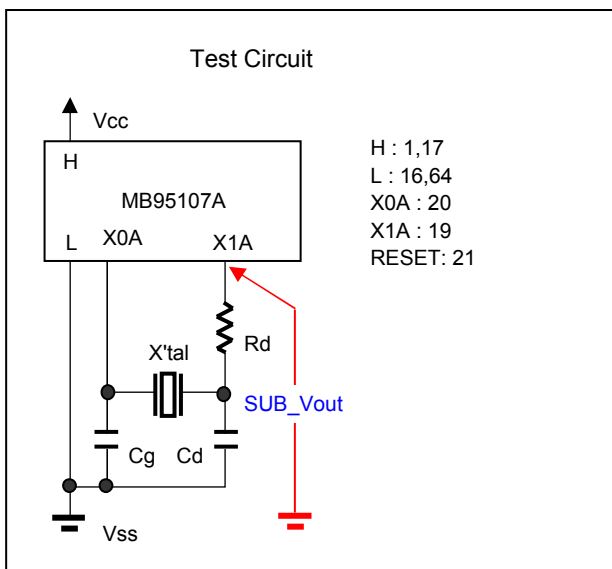 Test Circuit
Vcc
H
MB95107A
L X0A X1A
H : 1,17
L : 16,64
X0A : 20
X1A : 19
RESET: 21
Rd
X'tal
SUB_Vout
Cg Cd
Vss